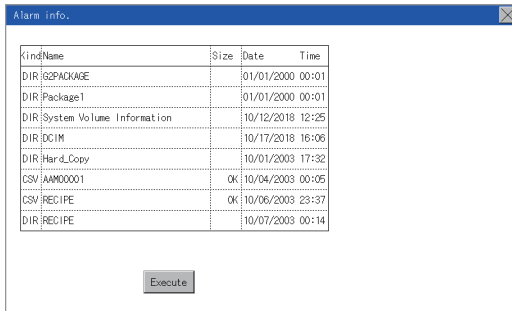 Alarm info.
Kind Name Size Date Time
DIR G2PACKAGE 01/01/2000 00:01
DIR Package1 01/01/2000 00:01
DIR System Volume Information 10/12/2018 12:25
DIR DCIM 10/17/2018 16:06
DIR Hard_Copy 10/01/2003 17:32
CSV AAM00001 0K 10/04/2003 00:05
CSV RECIPE 0K 10/06/2003 23:37
DIR RECIPE 10/07/2003 00:14
Execute